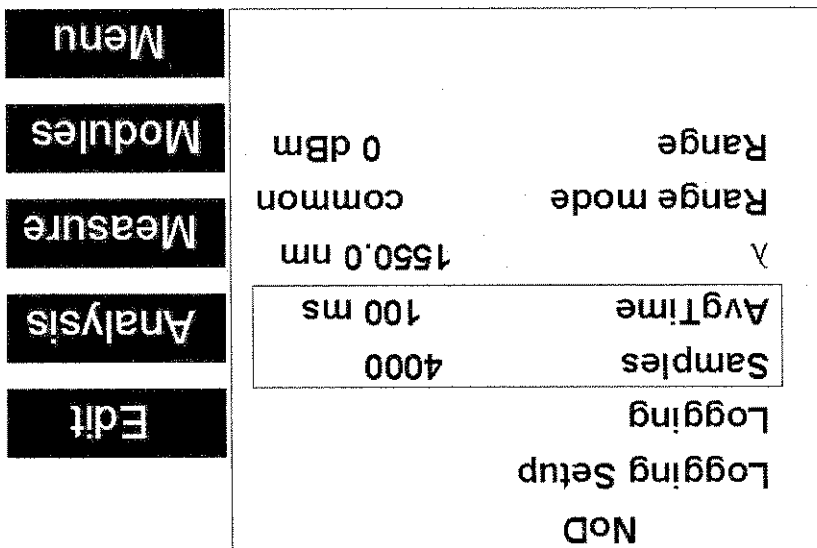 NoD
Logging Setup
Logging
Samples 4000
AvgTime 100 ms
λ 1550.0 nm
Range mode common
Range 0 dBm
Edit
Analysis
Measure
Modules
Menu